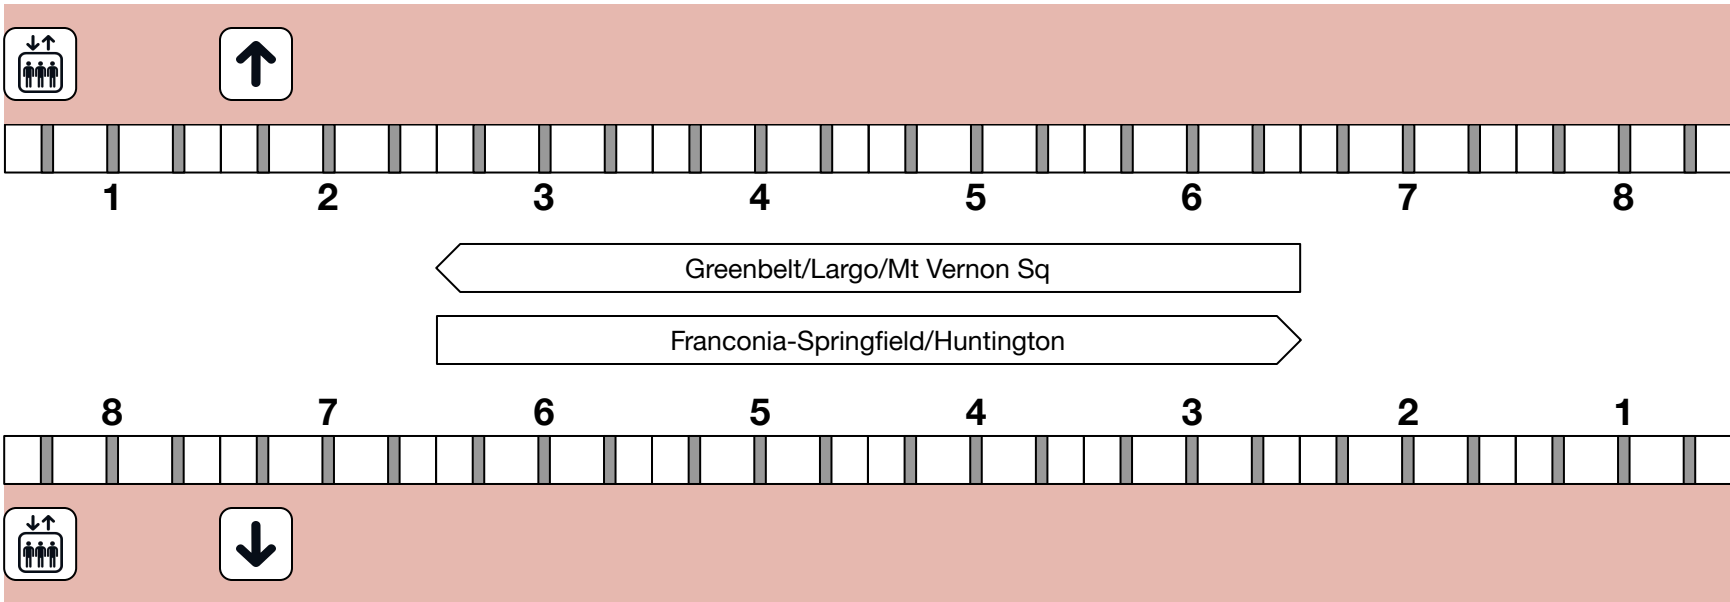 1 2 3 4 5 6 7 8
Greenbelt/Largo/Mt Vernon Sq
Franconia-Springfield/Huntington
8 7 6 5 4 3 2 1